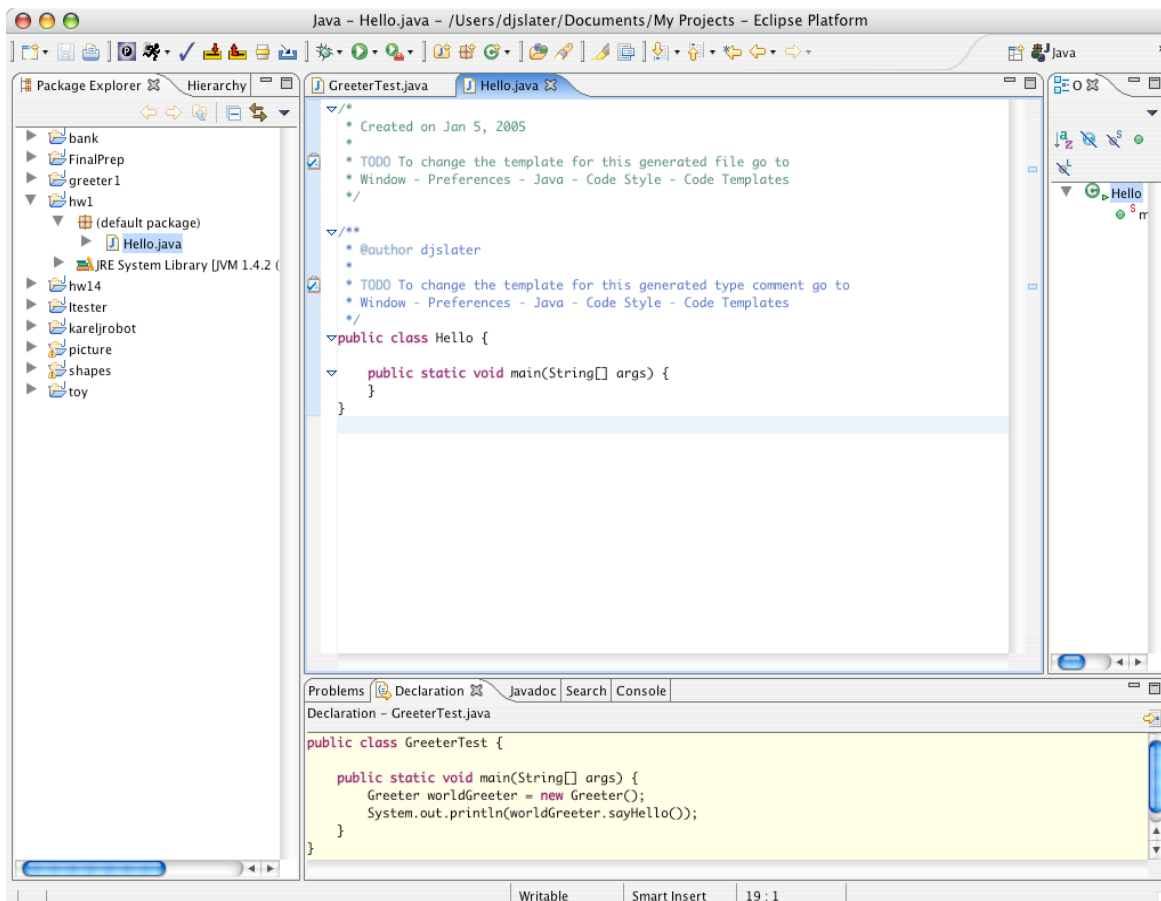 Java – Hello.java – /Users/djslater/Documents/My Projects – Eclipse Platform
Java
Package Explorer
Hierarchy
bank
FinalPrep
greeter1
hw1
(default package)
Hello.java
JRE System Library [JVM 1.4.2 (
hw14
ltester
kareljrobot
picture
shapes
toy
GreeterTest.java
Hello.java
/*
* Created on Jan 5, 2005
*
* TODO To change the template for this generated file go to
* Window - Preferences - Java - Code Style - Code Templates
*/
/**
* @author djslater
*
* TODO To change the template for this generated type comment go to
* Window - Preferences - Java - Code Style - Code Templates
*/
public class Hello {
public static void main(String[] args) {
}
}
O
Hello
m
Problems
Declaration
Javadoc
Search
Console
Declaration – GreeterTest.java
public class GreeterTest {
public static void main(String[] args) {
Greeter worldGreeter = new Greeter();
System.out.println(worldGreeter.sayHello());
}
}
Writable
Smart Insert
19 : 1